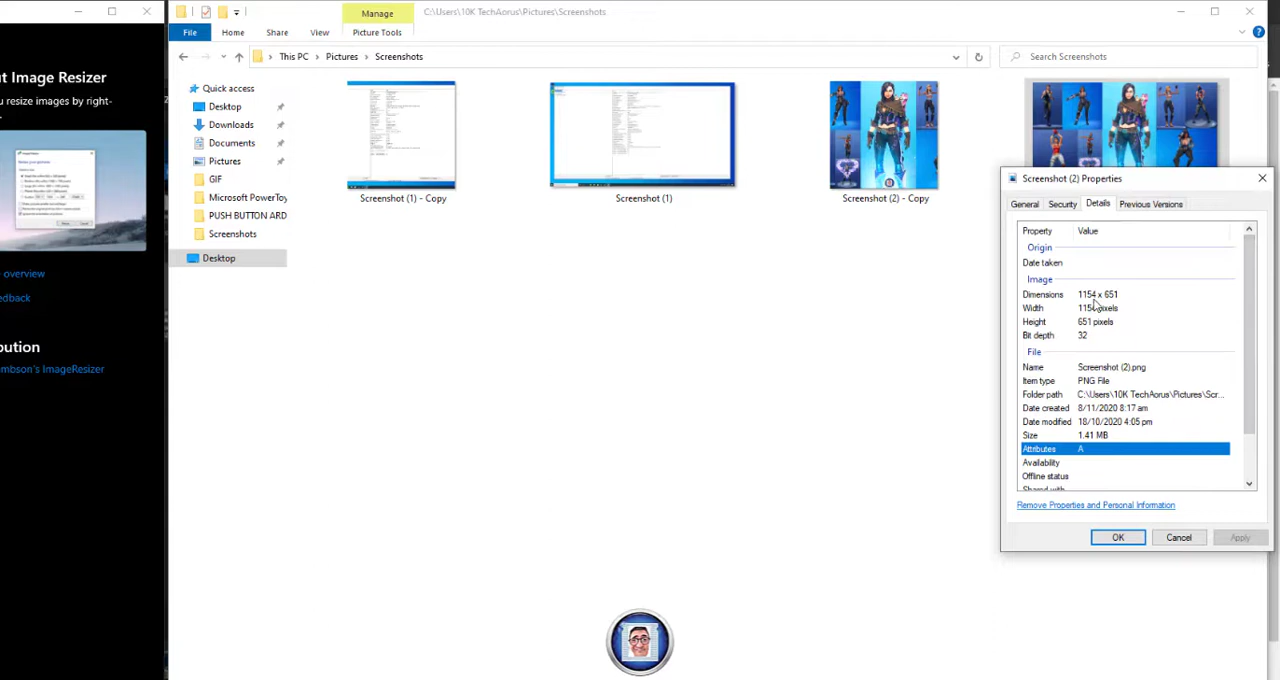 Manage
C:\Users\10K TechAorus\Pictures\Screenshots
File
Home
Share
View
Picture Tools
This PC
Pictures
Screenshots
Search Screenshots
t Image Resizer
u resize images by right-
overview
edback
ution
mbson's ImageResizer
Quick access
Desktop
Downloads
Documents
Pictures
GIF
Microsoft PowerToy
PUSH BUTTON ARD
Screenshots
Desktop
Screenshot (1) - Copy
Screenshot (1)
Screenshot (2) - Copy
Screenshot (2) Properties
General
Security
Details
Previous Versions
Property Value
Origin
Date taken
Image
Dimensions 1154 x 651
Width 1154 pixels
Height 651 pixels
Bit depth 32
File
Name Screenshot (2).png
Item type PNG File
Folder path C:\Users\10K TechAorus\Pictures\Scr...
Date created 8/11/2020 8:17 am
Date modified 18/10/2020 4:05 pm
Size 1.41 MB
Attributes A
Availability
Offline status
Shared with
Remove Properties and Personal Information
OK
Cancel
Apply